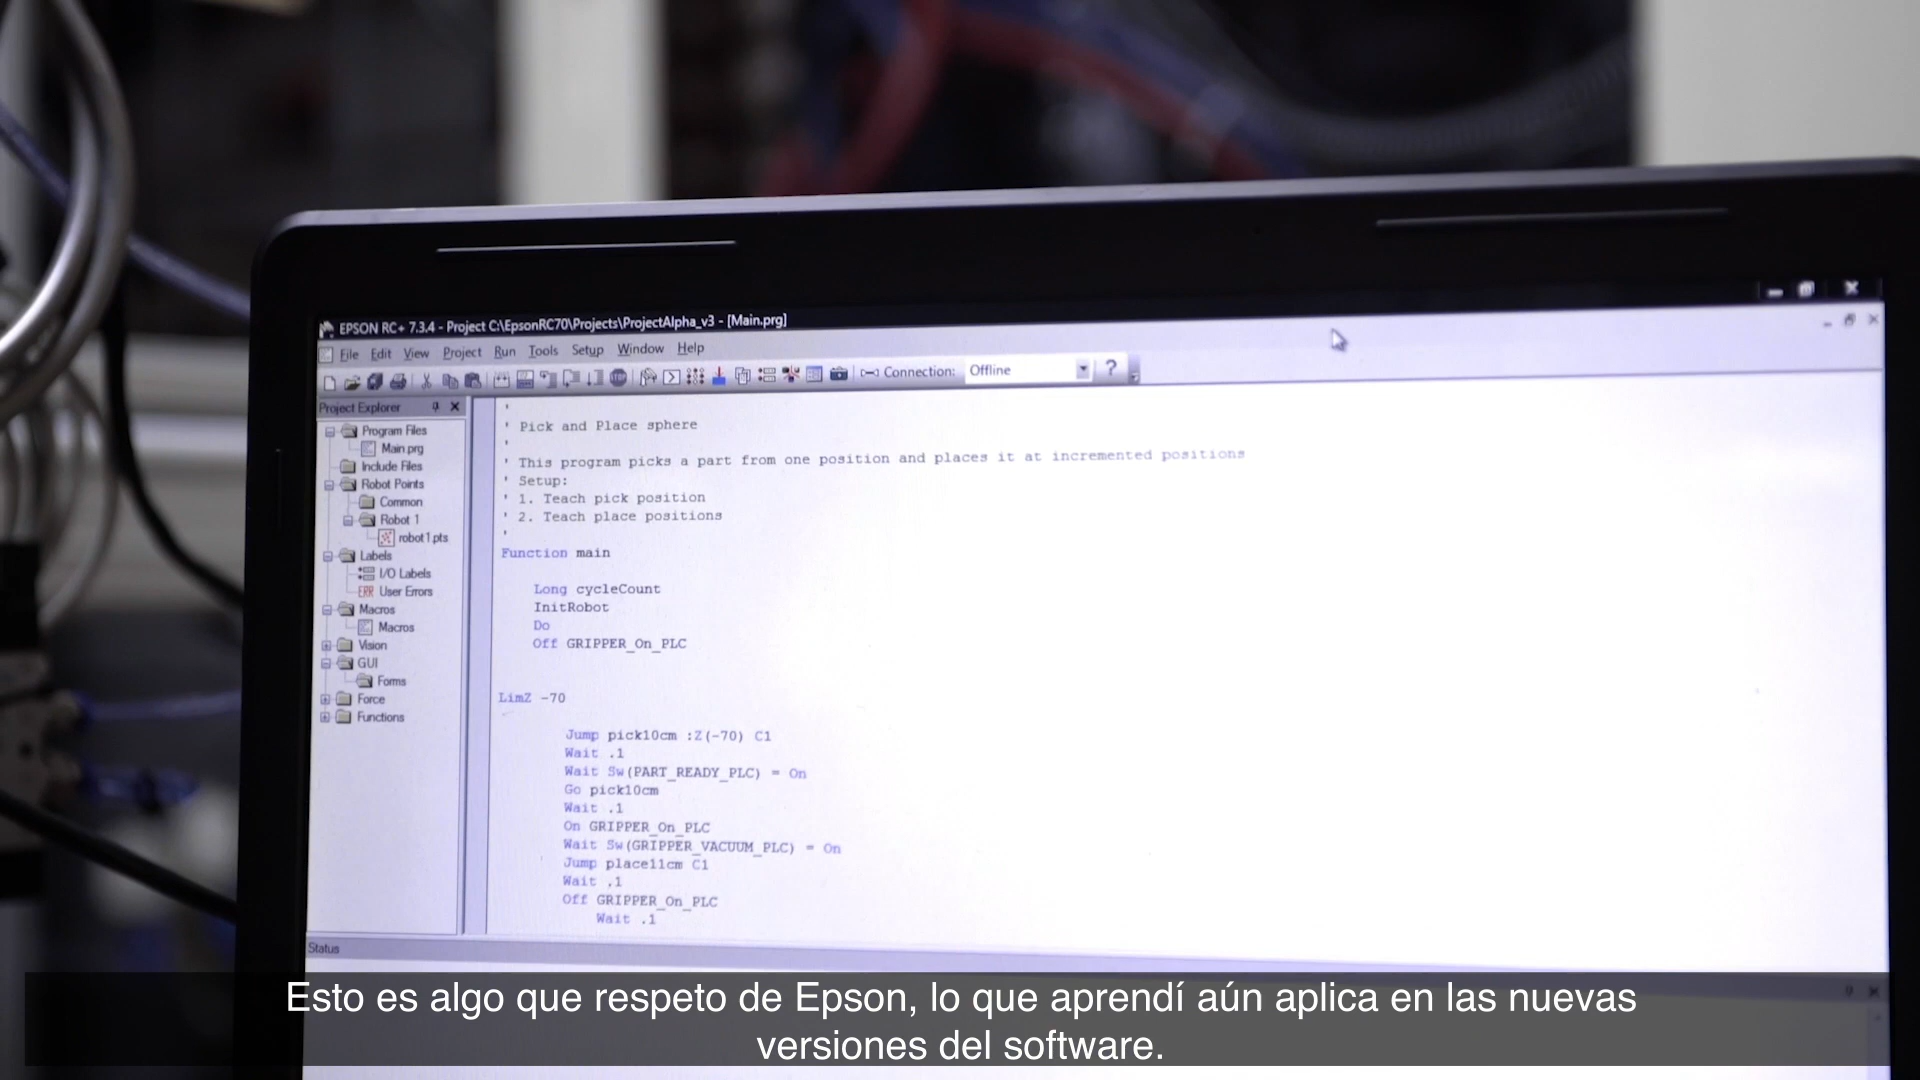 EPSON RC+ 7.3.4 - Project C:\EpsonRC70\Projects\ProjectAlpha_v3 - [Main.prg]
File Edit View Project Run Tools Setup Window Help
Connection: Offline ?
Project Explorer
Program Files
Main.prg
Include Files
Robot Points
Common
Robot 1
robot1.pts
Labels
I/O Labels
ERR User Errors
Macros
Macros
Vision
GUI
Forms
Force
Functions
'
' Pick and Place sphere
'
' This program picks a part from one position and places it at incremented positions
' Setup:
' 1. Teach pick position
' 2. Teach place positions
'
Function main
Long cycleCount
InitRobot
Do
Off GRIPPER_On_PLC
LimZ -70
Jump pick10cm :Z(-70) C1
Wait .1
Wait Sw(PART_READY_PLC) = On
Go pick10cm
Wait .1
On GRIPPER_On_PLC
Wait Sw(GRIPPER_VACUUM_PLC) = On
Jump place11cm C1
Wait .1
Off GRIPPER_On_PLC
Wait .1
Status
Esto es algo que respeto de Epson, lo que aprendí aún aplica en las nuevas
versiones del software.